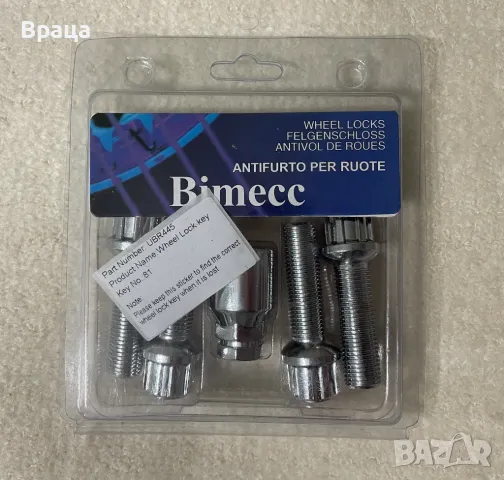 Враца
WHEEL LOCKS
FELGENSCHLOSS
ANTIVOL DE ROUES
ANTIFURTO PER RUOTE
Bimecc
Part Number: UBR445
Product Name:Wheel Lock key
Key No.:81
Note:
Please keep this sticker to find the correct
wheel lock key when it is lost
BAZAR